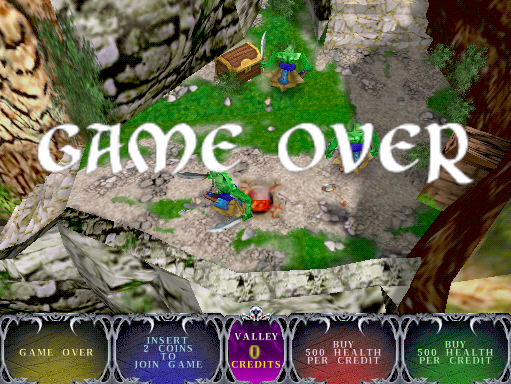 GAME OVER
GAME OVER
INSERT
2 COINS
TO
JOIN GAME
VALLEY
0
CREDITS
BUY
500 HEALTH
PER CREDIT
BUY
500 HEALTH
PER CREDIT